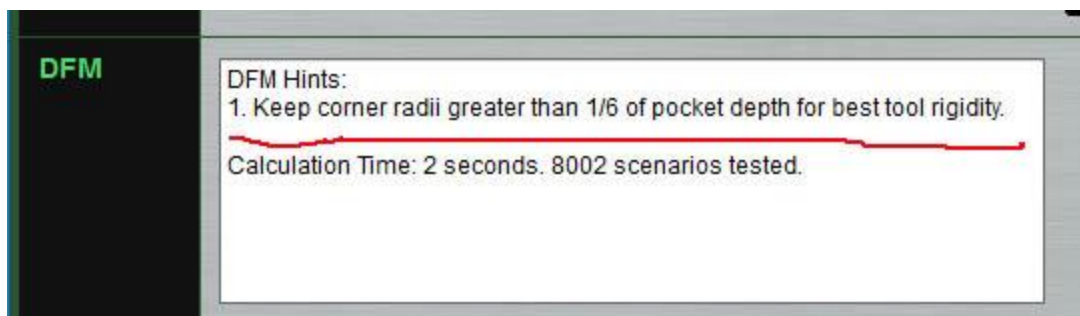 DFM
DFM Hints:
1. Keep corner radii greater than 1/6 of pocket depth for best tool rigidity.
Calculation Time: 2 seconds. 8002 scenarios tested.